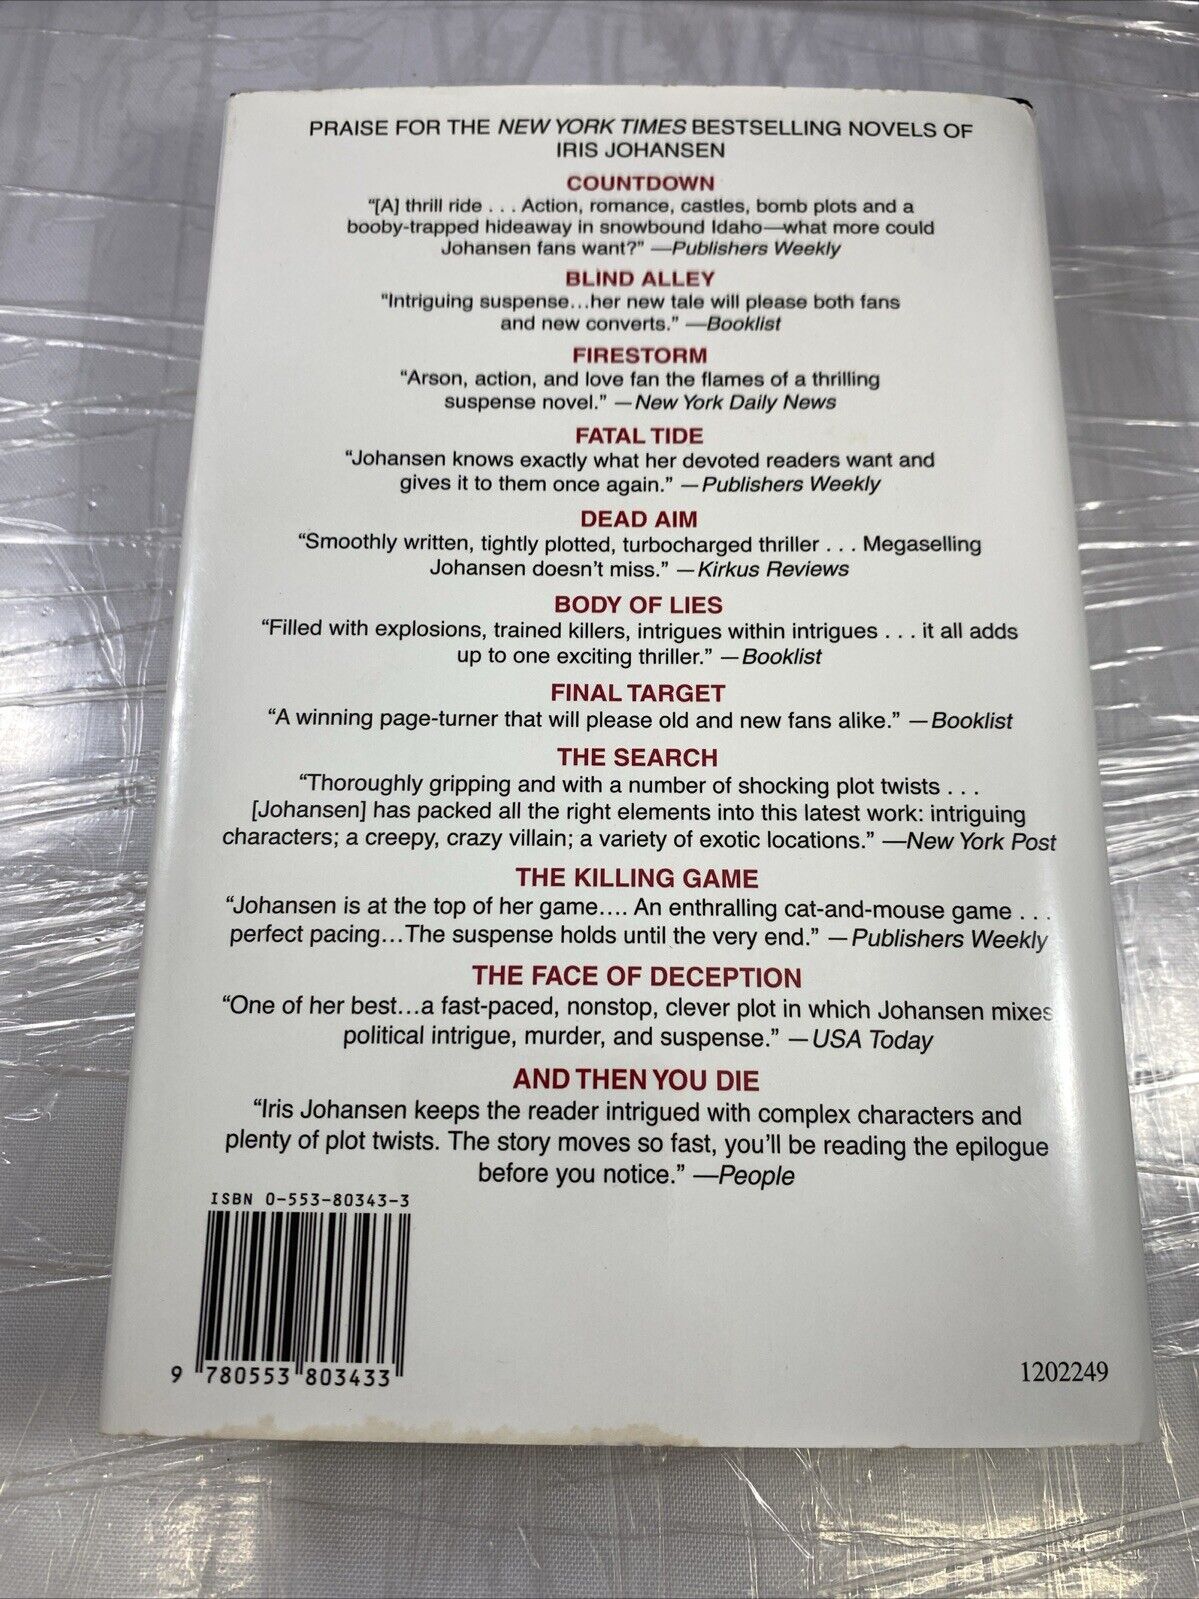 PRAISE FOR THE NEW YORK TIMES BESTSELLING NOVELS OF
IRIS JOHANSEN
COUNTDOWN
“[A] thrill ride . . . Action, romance, castles, bomb plots and a
booby-trapped hideaway in snowbound Idaho—what more could
Johansen fans want?” —Publishers Weekly
BLIND ALLEY
"Intriguing suspense...her new tale will please both fans
and new converts.” —Booklist
FIRESTORM
“Arson, action, and love fan the flames of a thrilling
suspense novel.” —New York Daily News
FATAL TIDE
“Johansen knows exactly what her devoted readers want and
gives it to them once again.” —Publishers Weekly
DEAD AIM
“Smoothly written, tightly plotted, turbocharged thriller . . . Megaselling
Johansen doesn’t miss.” —Kirkus Reviews
BODY OF LIES
“Filled with explosions, trained killers, intrigues within intrigues . . . it all adds
up to one exciting thriller.” —Booklist
FINAL TARGET
“A winning page-turner that will please old and new fans alike.” —Booklist
THE SEARCH
“Thoroughly gripping and with a number of shocking plot twists . . .
[Johansen] has packed all the right elements into this latest work: intriguing
characters; a creepy, crazy villain; a variety of exotic locations.” —New York Post
THE KILLING GAME
“Johansen is at the top of her game.... An enthralling cat-and-mouse game . . .
perfect pacing...The suspense holds until the very end.” —Publishers Weekly
THE FACE OF DECEPTION
“One of her best...a fast-paced, nonstop, clever plot in which Johansen mixes
political intrigue, murder, and suspense.” —USA Today
AND THEN YOU DIE
“Iris Johansen keeps the reader intrigued with complex characters and
plenty of plot twists. The story moves so fast, you’ll be reading the epilogue
before you notice.” —People
ISBN 0-553-80343-3
9 780553 803433
1202249